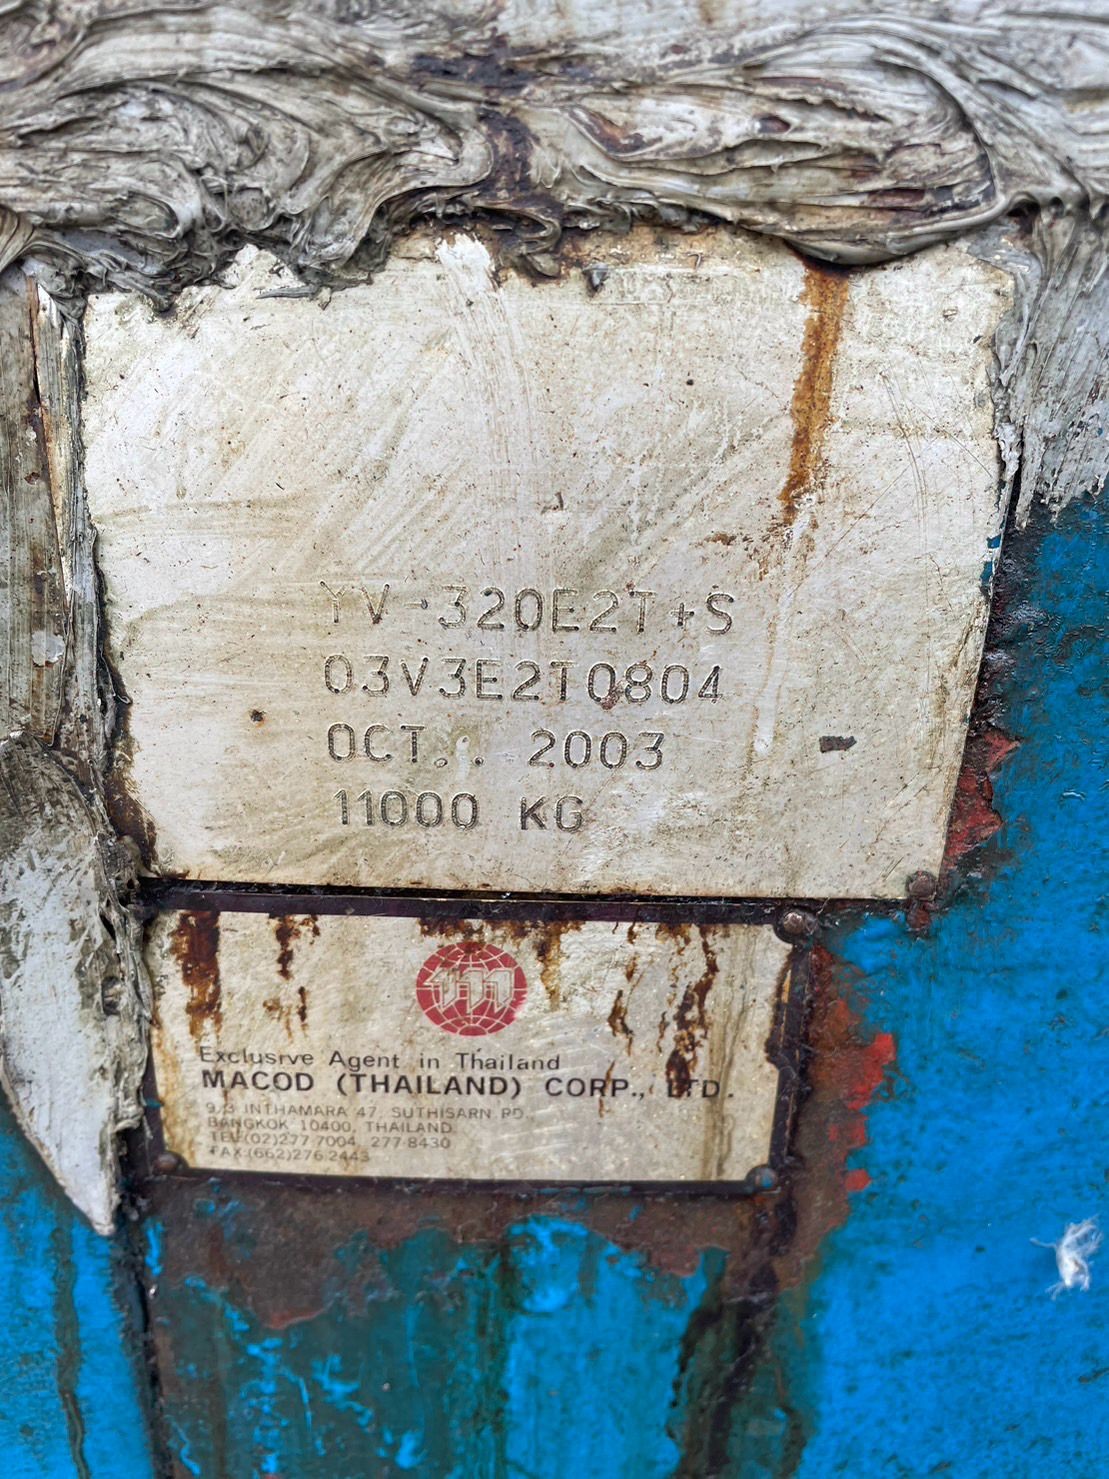 YV-320E2T+S
03V3E2T0804
OCT.. 2003
11000 KG
m
Exclusive Agent in Thailand
MACOD (THAILAND) CORP., LTD.
9/3 INTHAMARA 47, SUTHISARN RD.
BANGKOK 10400, THAILAND.
TEL:(02)277 7004, 277-8430
FAX:(662)276-2443